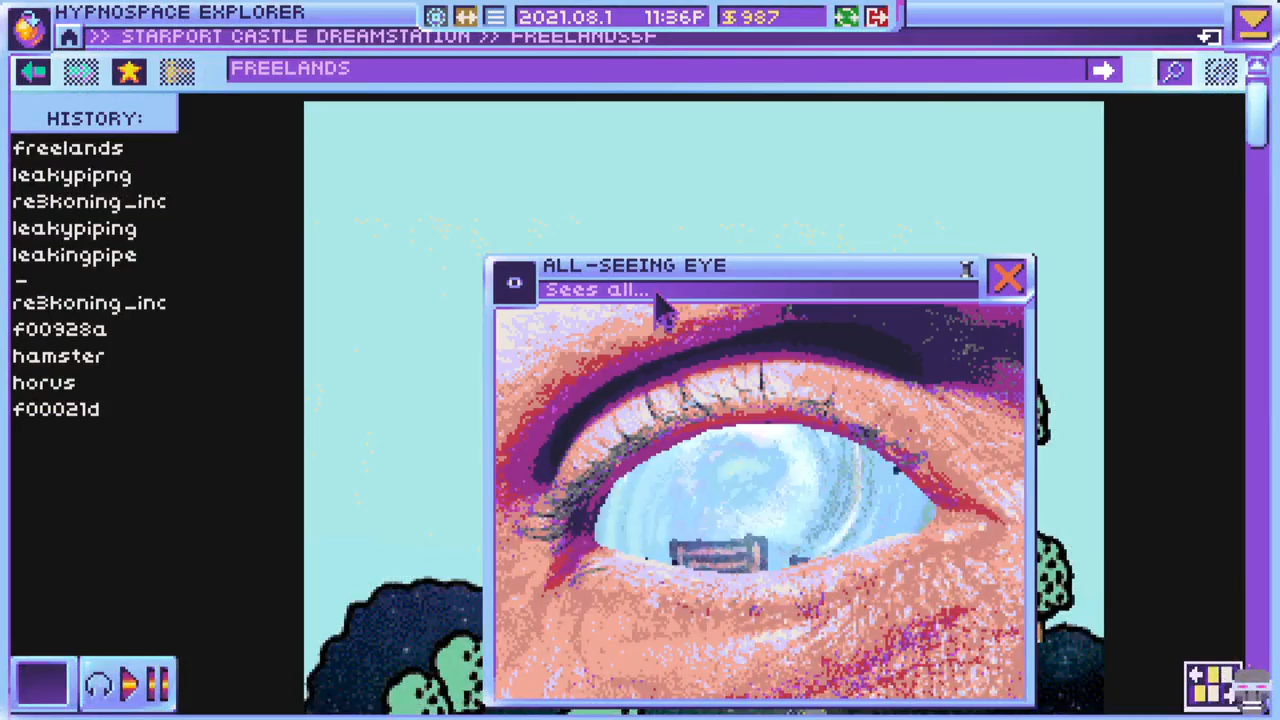 HYPNOSPACE EXPLORER
2021.08.1 11:36P 987
>> STARPORT CASTLE DREAMSTATION >> FREELANDSSF
FREELANDS
HISTORY:
freelands
leakypipng
re3koning_inc
leakypiping
leakingpipe
-
re3koning_inc
f00928a
hamster
horus
f00021d
ALL-SEEING EYE
Sees all...